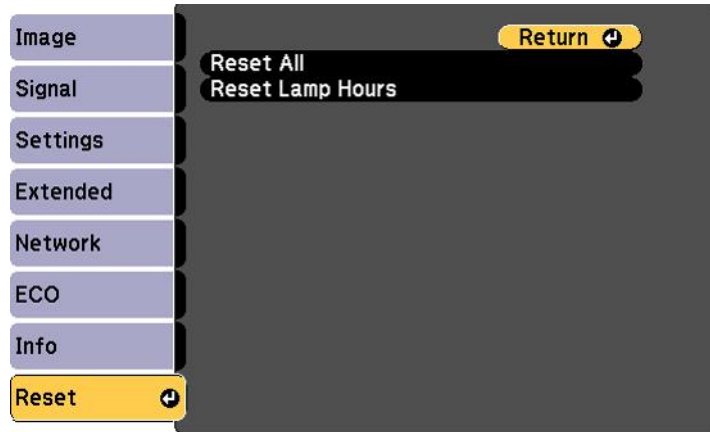 Image
Signal
Settings
Extended
Network
ECO
Info
Reset
Return
Reset All
Reset Lamp Hours